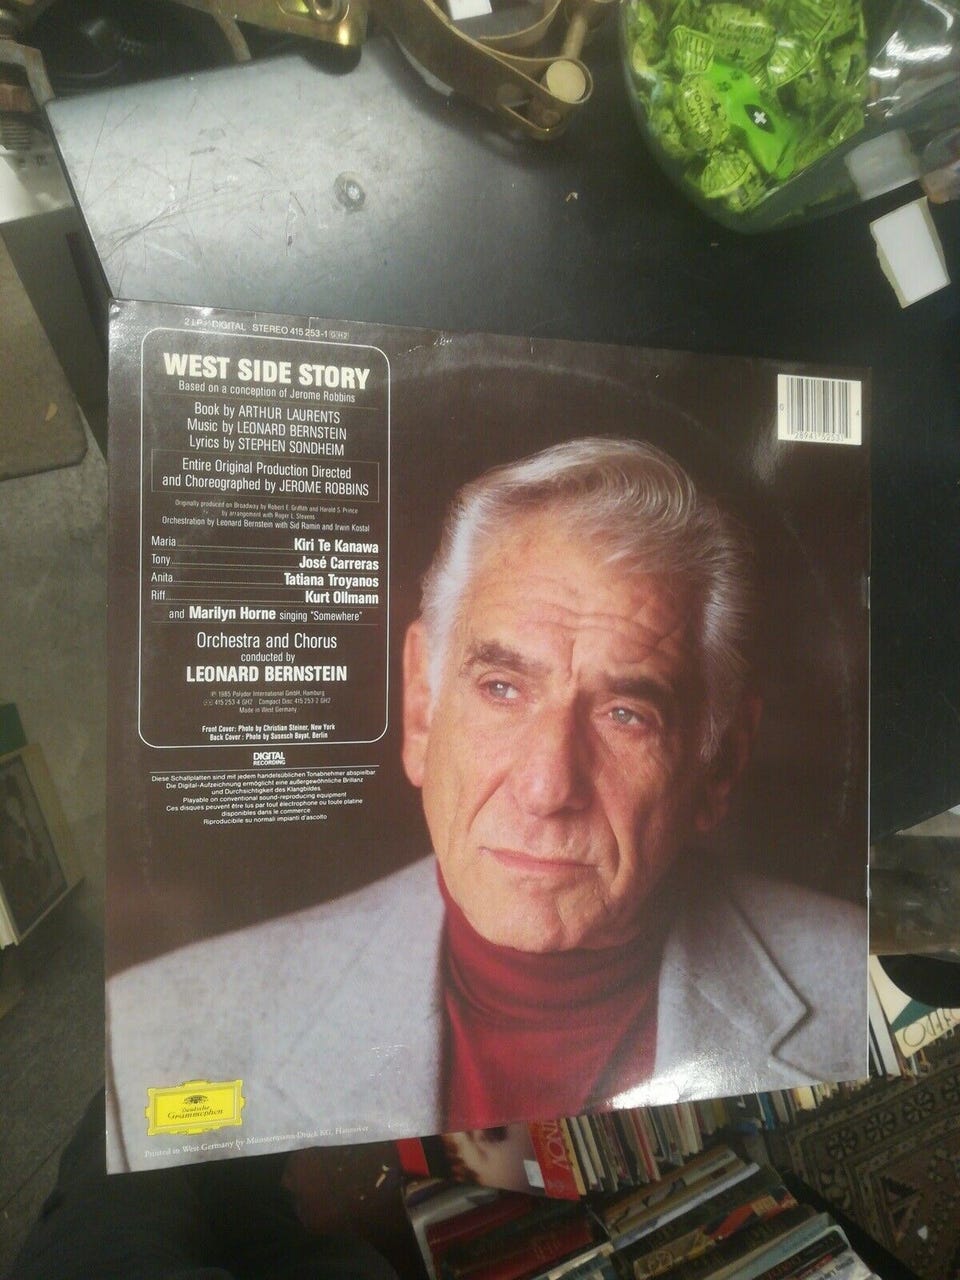 2 LPs DIGITAL STEREO 415 253-1 GH2
WEST SIDE STORY
Based on a conception of Jerome Robbins
Book by ARTHUR LAURENTS
Music by LEONARD BERNSTEIN
Lyrics by STEPHEN SONDHEIM
Entire Original Production Directed
and Choreographed by JEROME ROBBINS
Originally produced on Broadway by Robert E. Griffith and Harold S. Prince
by arrangement with Roger L. Stevens
Orchestration by Leonard Bernstein with Sid Ramin and Irwin Kostal
Maria Kiri Te Kanawa
Tony José Carreras
Anita Tatiana Troyanos
Riff Kurt Ollmann
and Marilyn Horne singing "Somewhere"
Orchestra and Chorus
conducted by
LEONARD BERNSTEIN
℗ 1985 Polydor International GmbH, Hamburg
415 253-4 GH2 Compact Disc 415 253-2 GH2
Made in West Germany
Front Cover: Photo by Christian Steiner, New York
Back Cover: Photo by Susesch Bayat, Berlin
DIGITAL
RECORDING
Diese Schallplatten sind mit jedem handelsüblichen Tonabnehmer abspielbar
Die Digital-Aufzeichnung ermöglicht eine außergewöhnliche Brillanz
und Durchsichtigkeit des Klangbildes
Playable on conventional sound-reproducing equipment
Ces disques peuvent être lus par tout électrophone ou toute platine
disponibles dans le commerce
Riproducibile su normali impianti d'ascolto
Deutsche
Grammophon
Printed in West Germany by Münstermann-Druck KG, Hannover